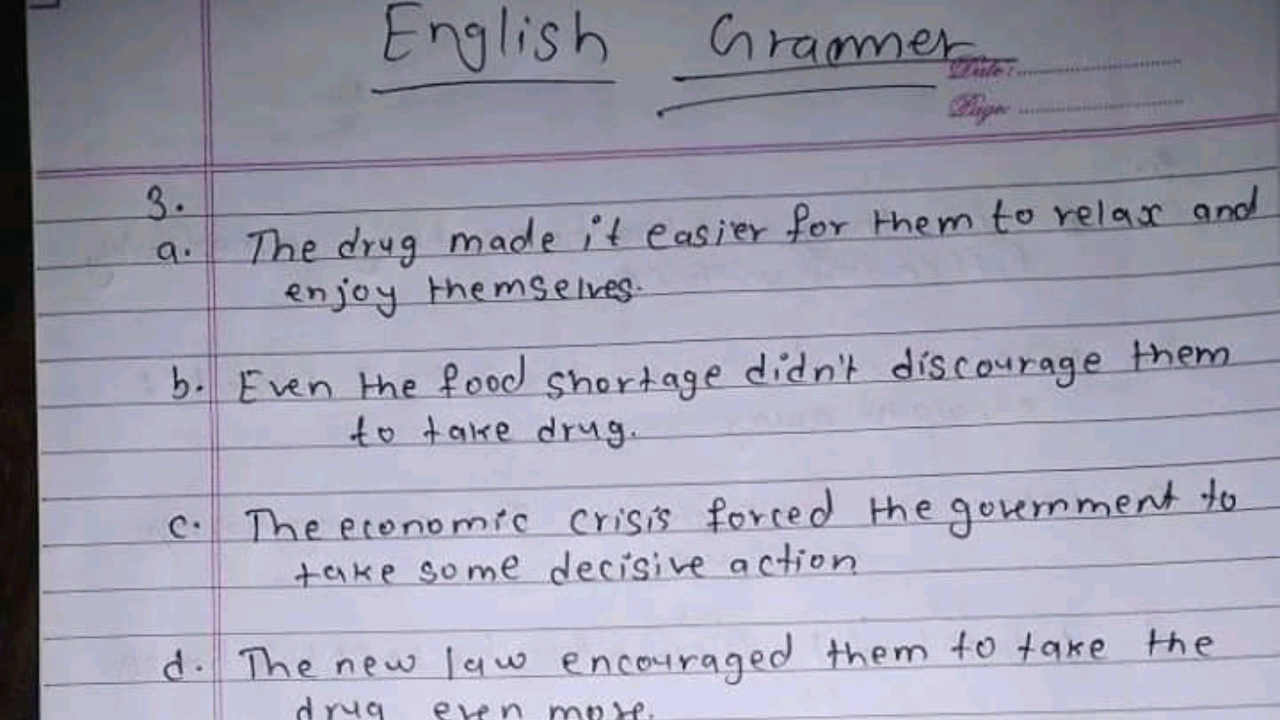 English Grammer
Date:
Page:
3.
a. The drug made it easier for them to relax and
enjoy themselves.
b. Even the food shortage didn't discourage them
to take drug.
c. The economic crisis forced the government to
take some decisive action
d. The new law encouraged them to take the
drug even more.